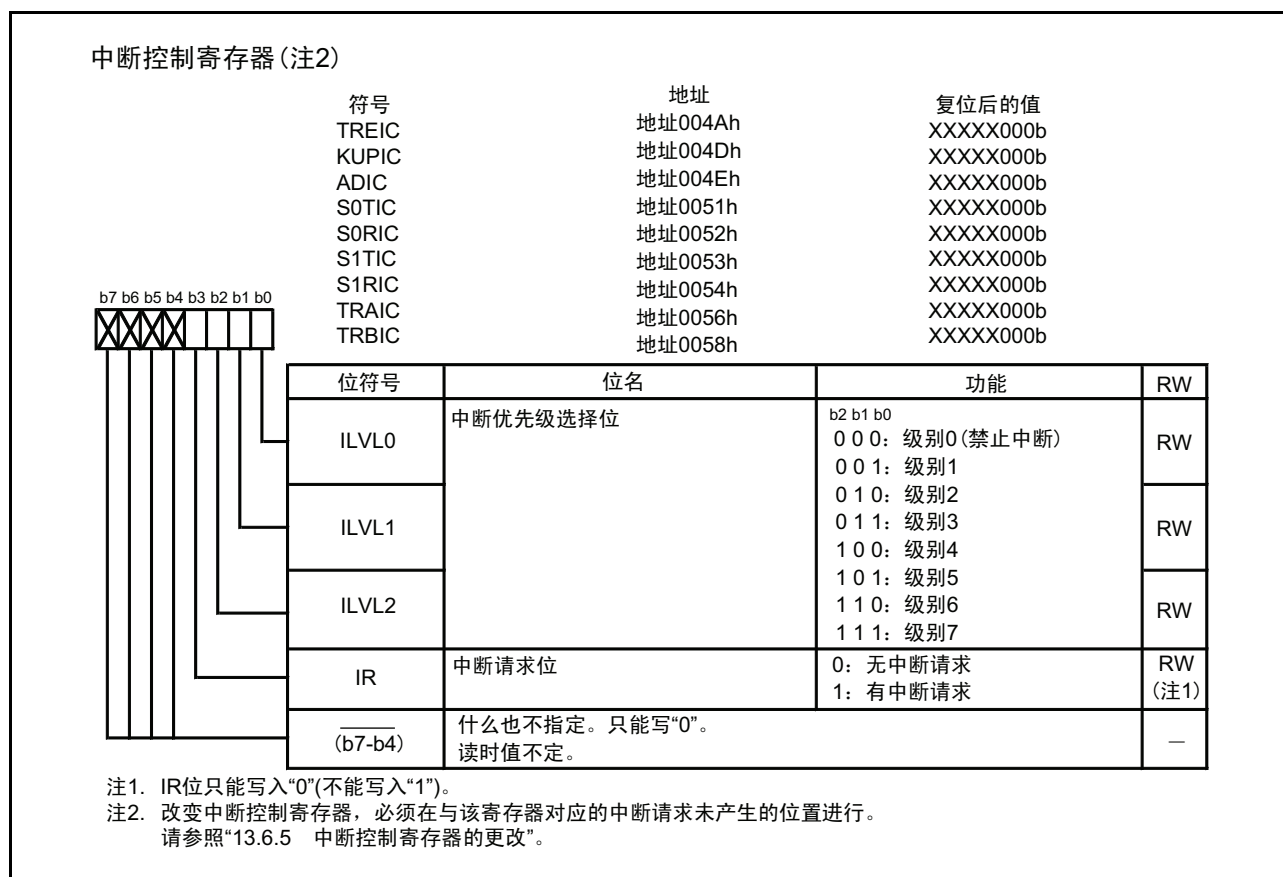 中断控制寄存器(注2)
符号 地址 复位后的值
TREIC 地址004Ah XXXXX000b
KUPIC 地址004Dh XXXXX000b
ADIC 地址004Eh XXXXX000b
S0TIC 地址0051h XXXXX000b
S0RIC 地址0052h XXXXX000b
S1TIC 地址0053h XXXXX000b
S1RIC 地址0054h XXXXX000b
TRAIC 地址0056h XXXXX000b
TRBIC 地址0058h XXXXX000b
b7 b6 b5 b4 b3 b2 b1 b0
位符号 位名 功能 RW
ILVL0 中断优先级选择位 RW
b2 b1 b0
0 0 0：级别0(禁止中断)
0 0 1：级别1
0 1 0：级别2
ILVL1 RW
0 1 1：级别3
1 0 0：级别4
1 0 1：级别5
ILVL2 RW
1 1 0：级别6
1 1 1：级别7
IR 中断请求位 RW
(注1)
0：无中断请求
1：有中断请求
(b7-b4) 什么也不指定。只能写“0”。 —
读时值不定。
注1. IR位只能写入“0”(不能写入“1”)。
注2. 改变中断控制寄存器，必须在与该寄存器对应的中断请求未产生的位置进行。
请参照“13.6.5 中断控制寄存器的更改”。